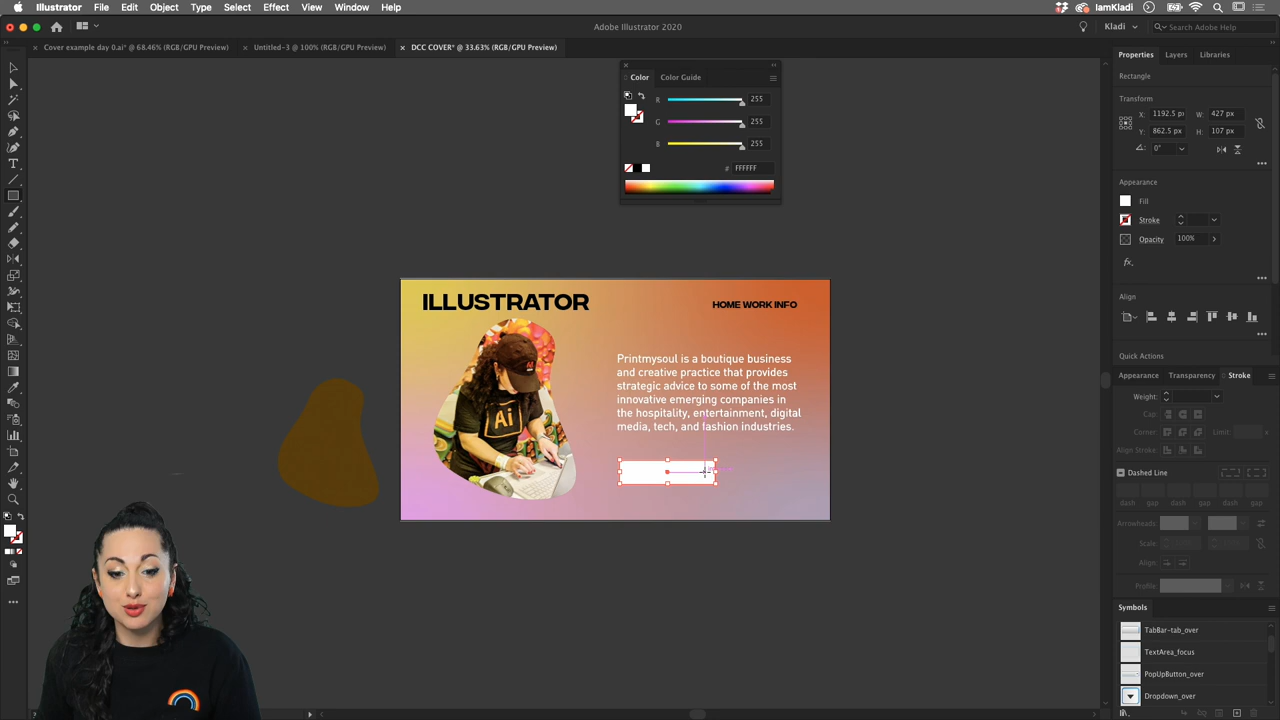 Illustrator File Edit Object Type Select Effect View Window Help IamKladi
Adobe Illustrator 2020
Kladi
Search Adobe Help
Cover example day 0.ai* @ 68.46% (RGB/GPU Preview)
Untitled-3 @ 100% (RGB/GPU Preview)
DCC COVER* @ 33.63% (RGB/GPU Preview)
Color Color Guide
R 255
G 255
B 255
# FFFFFF
Properties Layers Libraries
Rectangle
Transform
X: 1192.5 px W: 427 px
Y: 862.5 px H: 107 px
0°
Appearance
Fill
Stroke
Opacity 100%
fx.
Align
Quick Actions
Appearance Transparency Stroke
Weight:
Cap:
Corner: Limit: x
Align Stroke:
Dashed Line
dash gap dash gap dash gap
Arrowheads:
Scale:
Align:
Profile:
Symbols
TabBar-tab_over
TextArea_focus
PopUpButton_over
Dropdown_over
ILLUSTRATOR
HOME WORK INFO
Printmysoul is a boutique business
and creative practice that provides
strategic advice to some of the most
innovative emerging companies in
the hospitality, entertainment, digital
media, tech, and fashion industries.
Ai